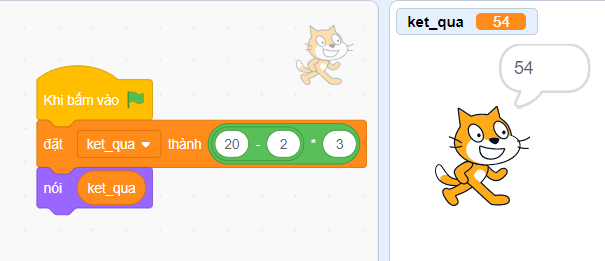 ket_qua 54
54
Khi bấm vào
đặt ket_qua thành 20 - 2 * 3
nói ket_qua